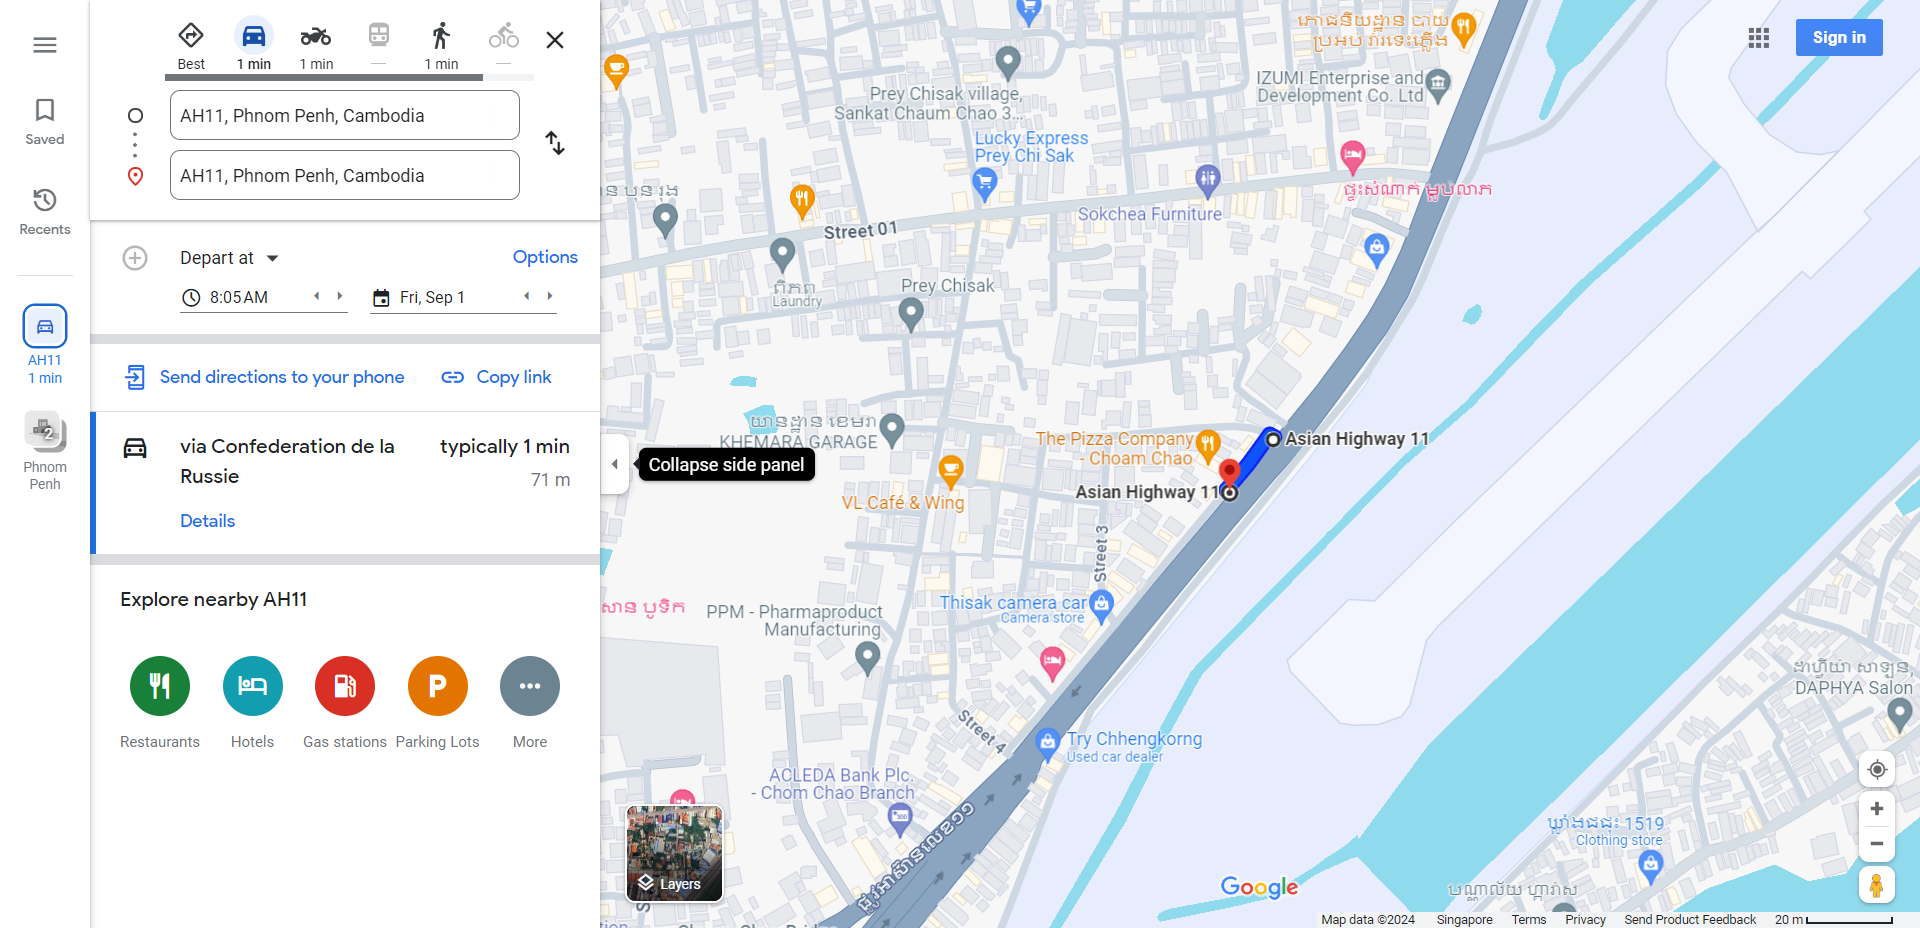 Saved
Recents
AH11
1 min
2
Phnom
Penh
Best
1 min
1 min
—
1 min
—
AH11, Phnom Penh, Cambodia
AH11, Phnom Penh, Cambodia
Depart at
Options
8:05 AM
Fri, Sep 1
Send directions to your phone
Copy link
via Confederation de la
Russie
typically 1 min
71 m
Details
Explore nearby AH11
Restaurants
Hotels
Gas stations
Parking Lots
More
P
Collapse side panel
Layers
Sign in
Prey Chisak village,
Sankat Chaum Chao 3...
IZUMI Enterprise and
Development Co. Ltd
Lucky Express
Prey Chi Sak
Sokchea Furniture
Street 01
Laundry
Prey Chisak
KHEMARA GARAGE
The Pizza Company
- Choam Chao
Asian Highway 11
Asian Highway 11
VL Café & Wing
Street 3
Thisak camera car
Camera store
PPM - Pharmaproduct
Manufacturing
Street 4
Try Chhengkorng
Used car dealer
ACLEDA Bank Plc.
- Chom Chao Branch
DAPHYA Salon
1519
Clothing store
Google
Map data ©2024
Singapore
Terms
Privacy
Send Product Feedback
20 m